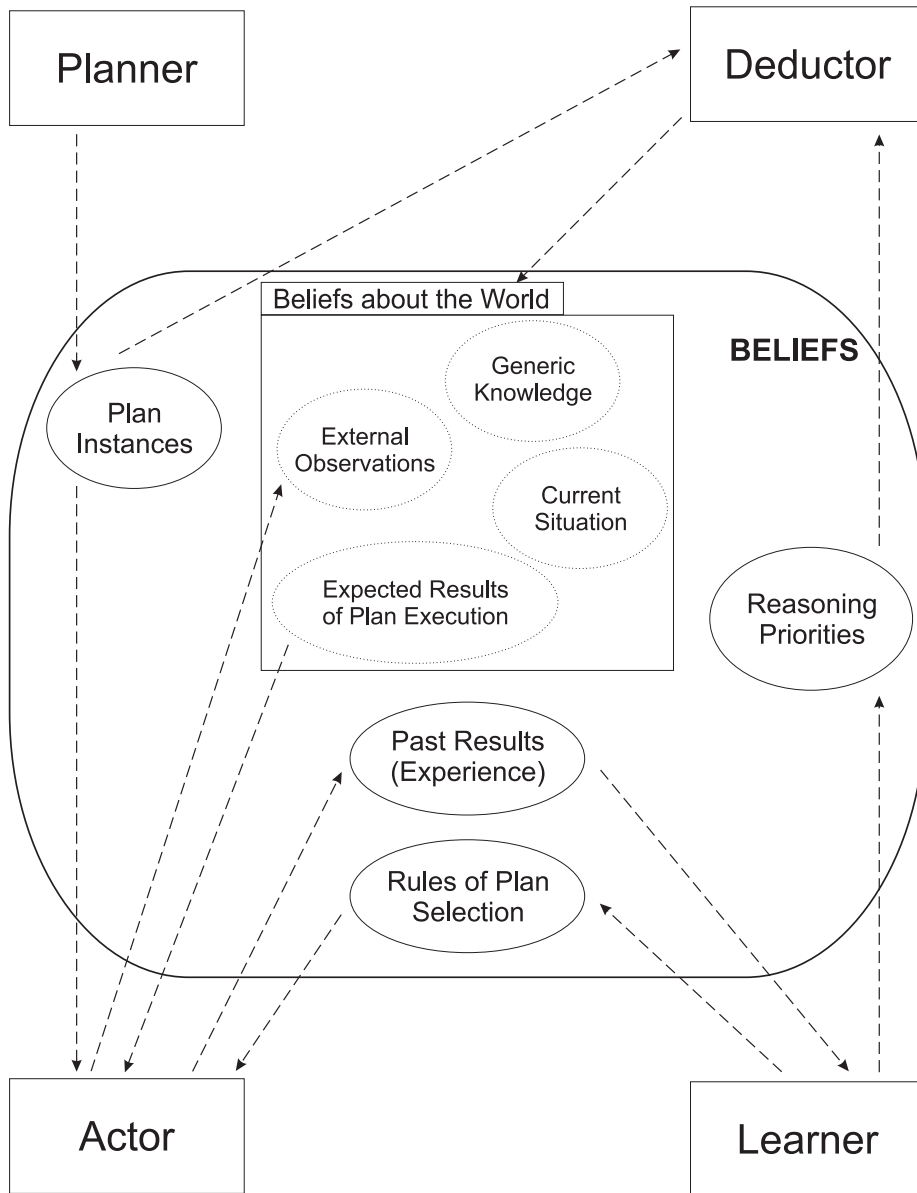 Planner
Deductor
Beliefs about the World
BELIEFS
Generic
Knowledge
Plan
Instances
External
Observations
Current
Situation
Expected Results
of Plan Execution
Reasoning
Priorities
Past Results
(Experience)
Rules of Plan
Selection
Actor
Learner